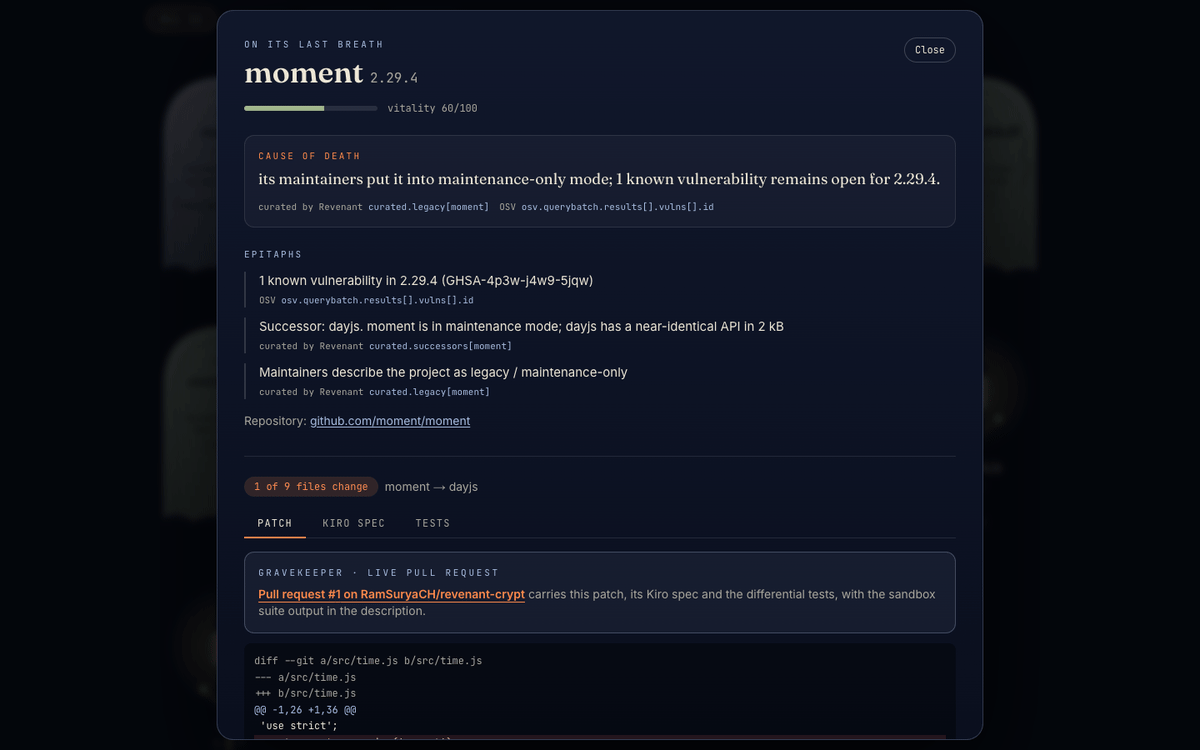 ON ITS LAST BREATH
Close
moment 2.29.4
vitality 60/100
CAUSE OF DEATH
its maintainers put it into maintenance-only mode; 1 known vulnerability remains open for 2.29.4.
curated by Revenant curated.legacy[moment] OSV osv.querybatch.results[].vulns[].id
EPITAPHS
1 known vulnerability in 2.29.4 (GHSA-4p3w-j4w9-5jqw)
OSV osv.querybatch.results[].vulns[].id
Successor: dayjs. moment is in maintenance mode; dayjs has a near-identical API in 2 kB
curated by Revenant curated.successors[moment]
Maintainers describe the project as legacy / maintenance-only
curated by Revenant curated.legacy[moment]
Repository: github.com/moment/moment
1 of 9 files change moment → dayjs
PATCH KIRO SPEC TESTS
GRAVEKEEPER · LIVE PULL REQUEST
Pull request #1 on RamSuryaCH/revenant-crypt carries this patch, its Kiro spec and the differential tests, with the sandbox
suite output in the description.
diff --git a/src/time.js b/src/time.js
--- a/src/time.js
+++ b/src/time.js
@@ -1,26 +1,36 @@
'use strict';